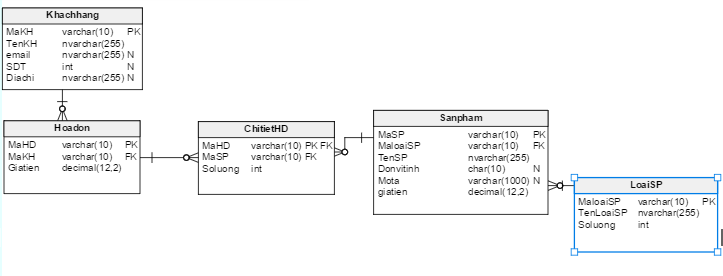 Khachhang
MaKH varchar(10) PK
TenKH nvarchar(255)
email nvarchar(255) N
SDT int N
Diachi nvarchar(255) N
Hoadon
MaHD varchar(10) PK
MaKH varchar(10) FK
Giatien decimal(12,2)
ChitietHD
MaHD varchar(10) PK FK
MaSP varchar(10) FK
Soluong int
Sanpham
MaSP varchar(10) PK
MaloaiSP varchar(10) FK
TenSP nvarchar(255)
Donvitinh char(10) N
Mota varchar(1000) N
giatien decimal(12,2)
LoaiSP
MaloaiSP varchar(10) PK
TenLoaiSP nvarchar(255)
Soluong int